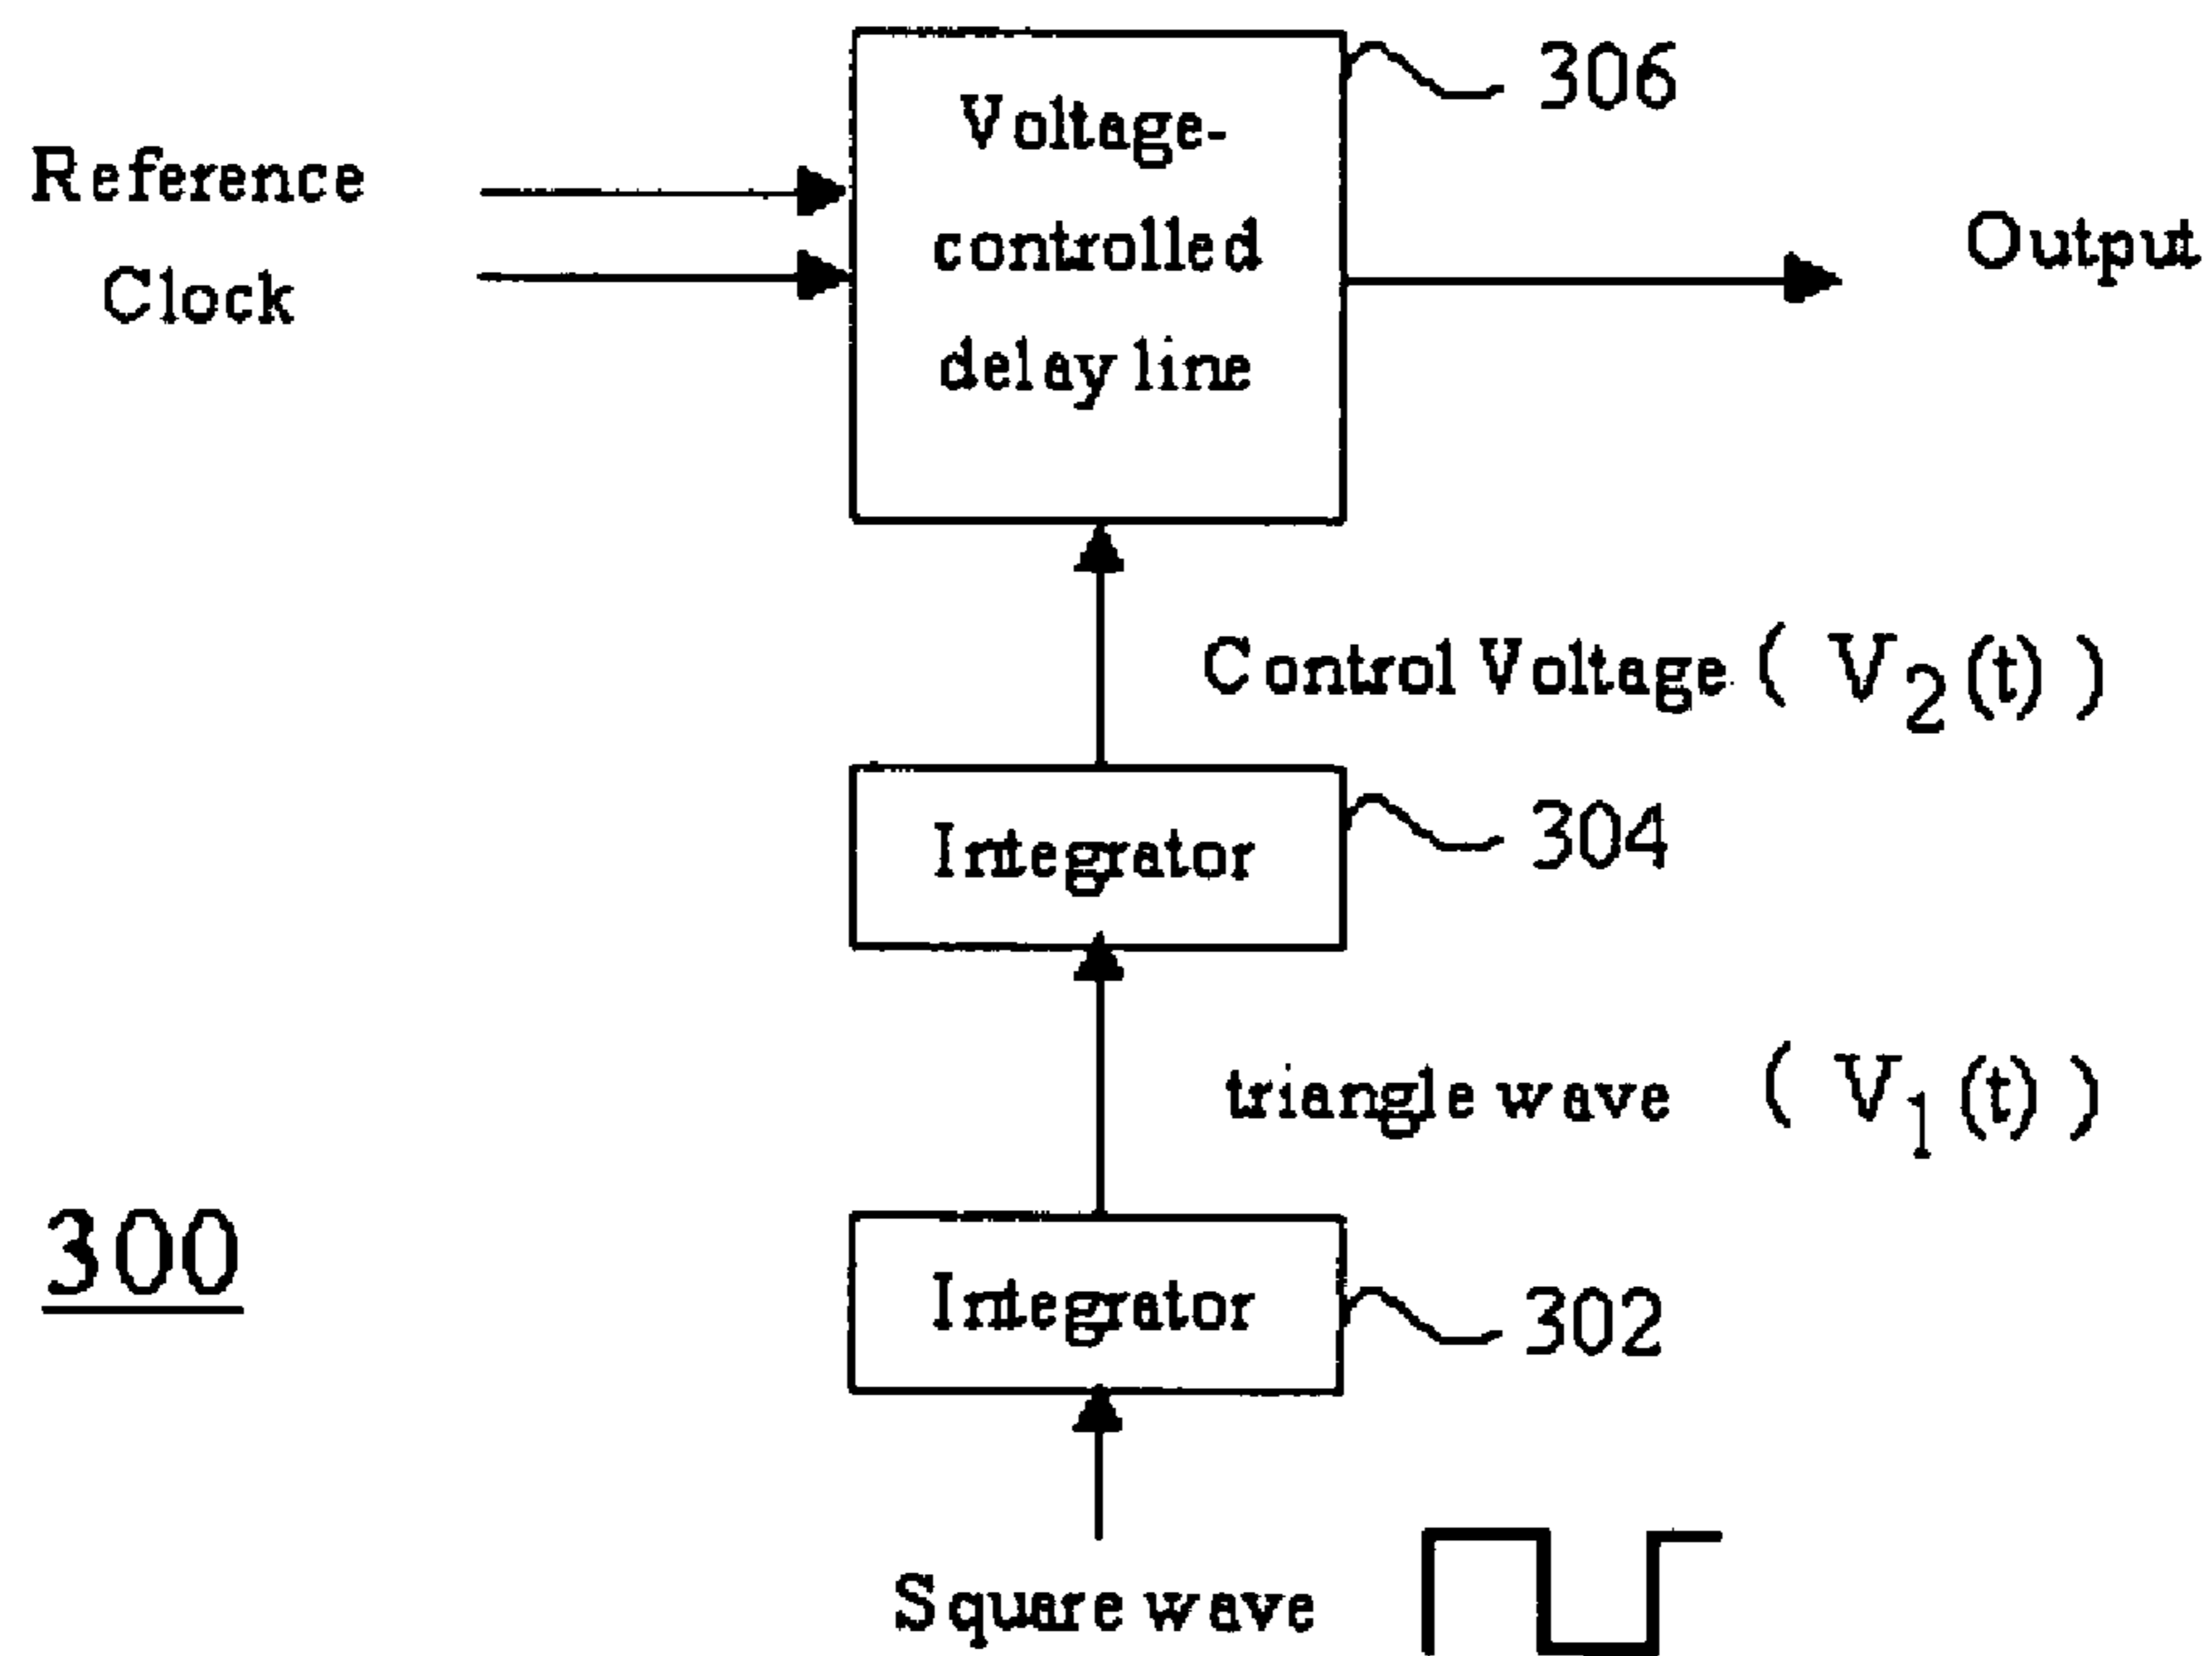 306
Voltage-
controlled
delay line
Reference
Clock
Output
Control Voltage ( V2(t) )
Integrator
304
triangle wave ( V1(t) )
300
Integrator
302
Square wave